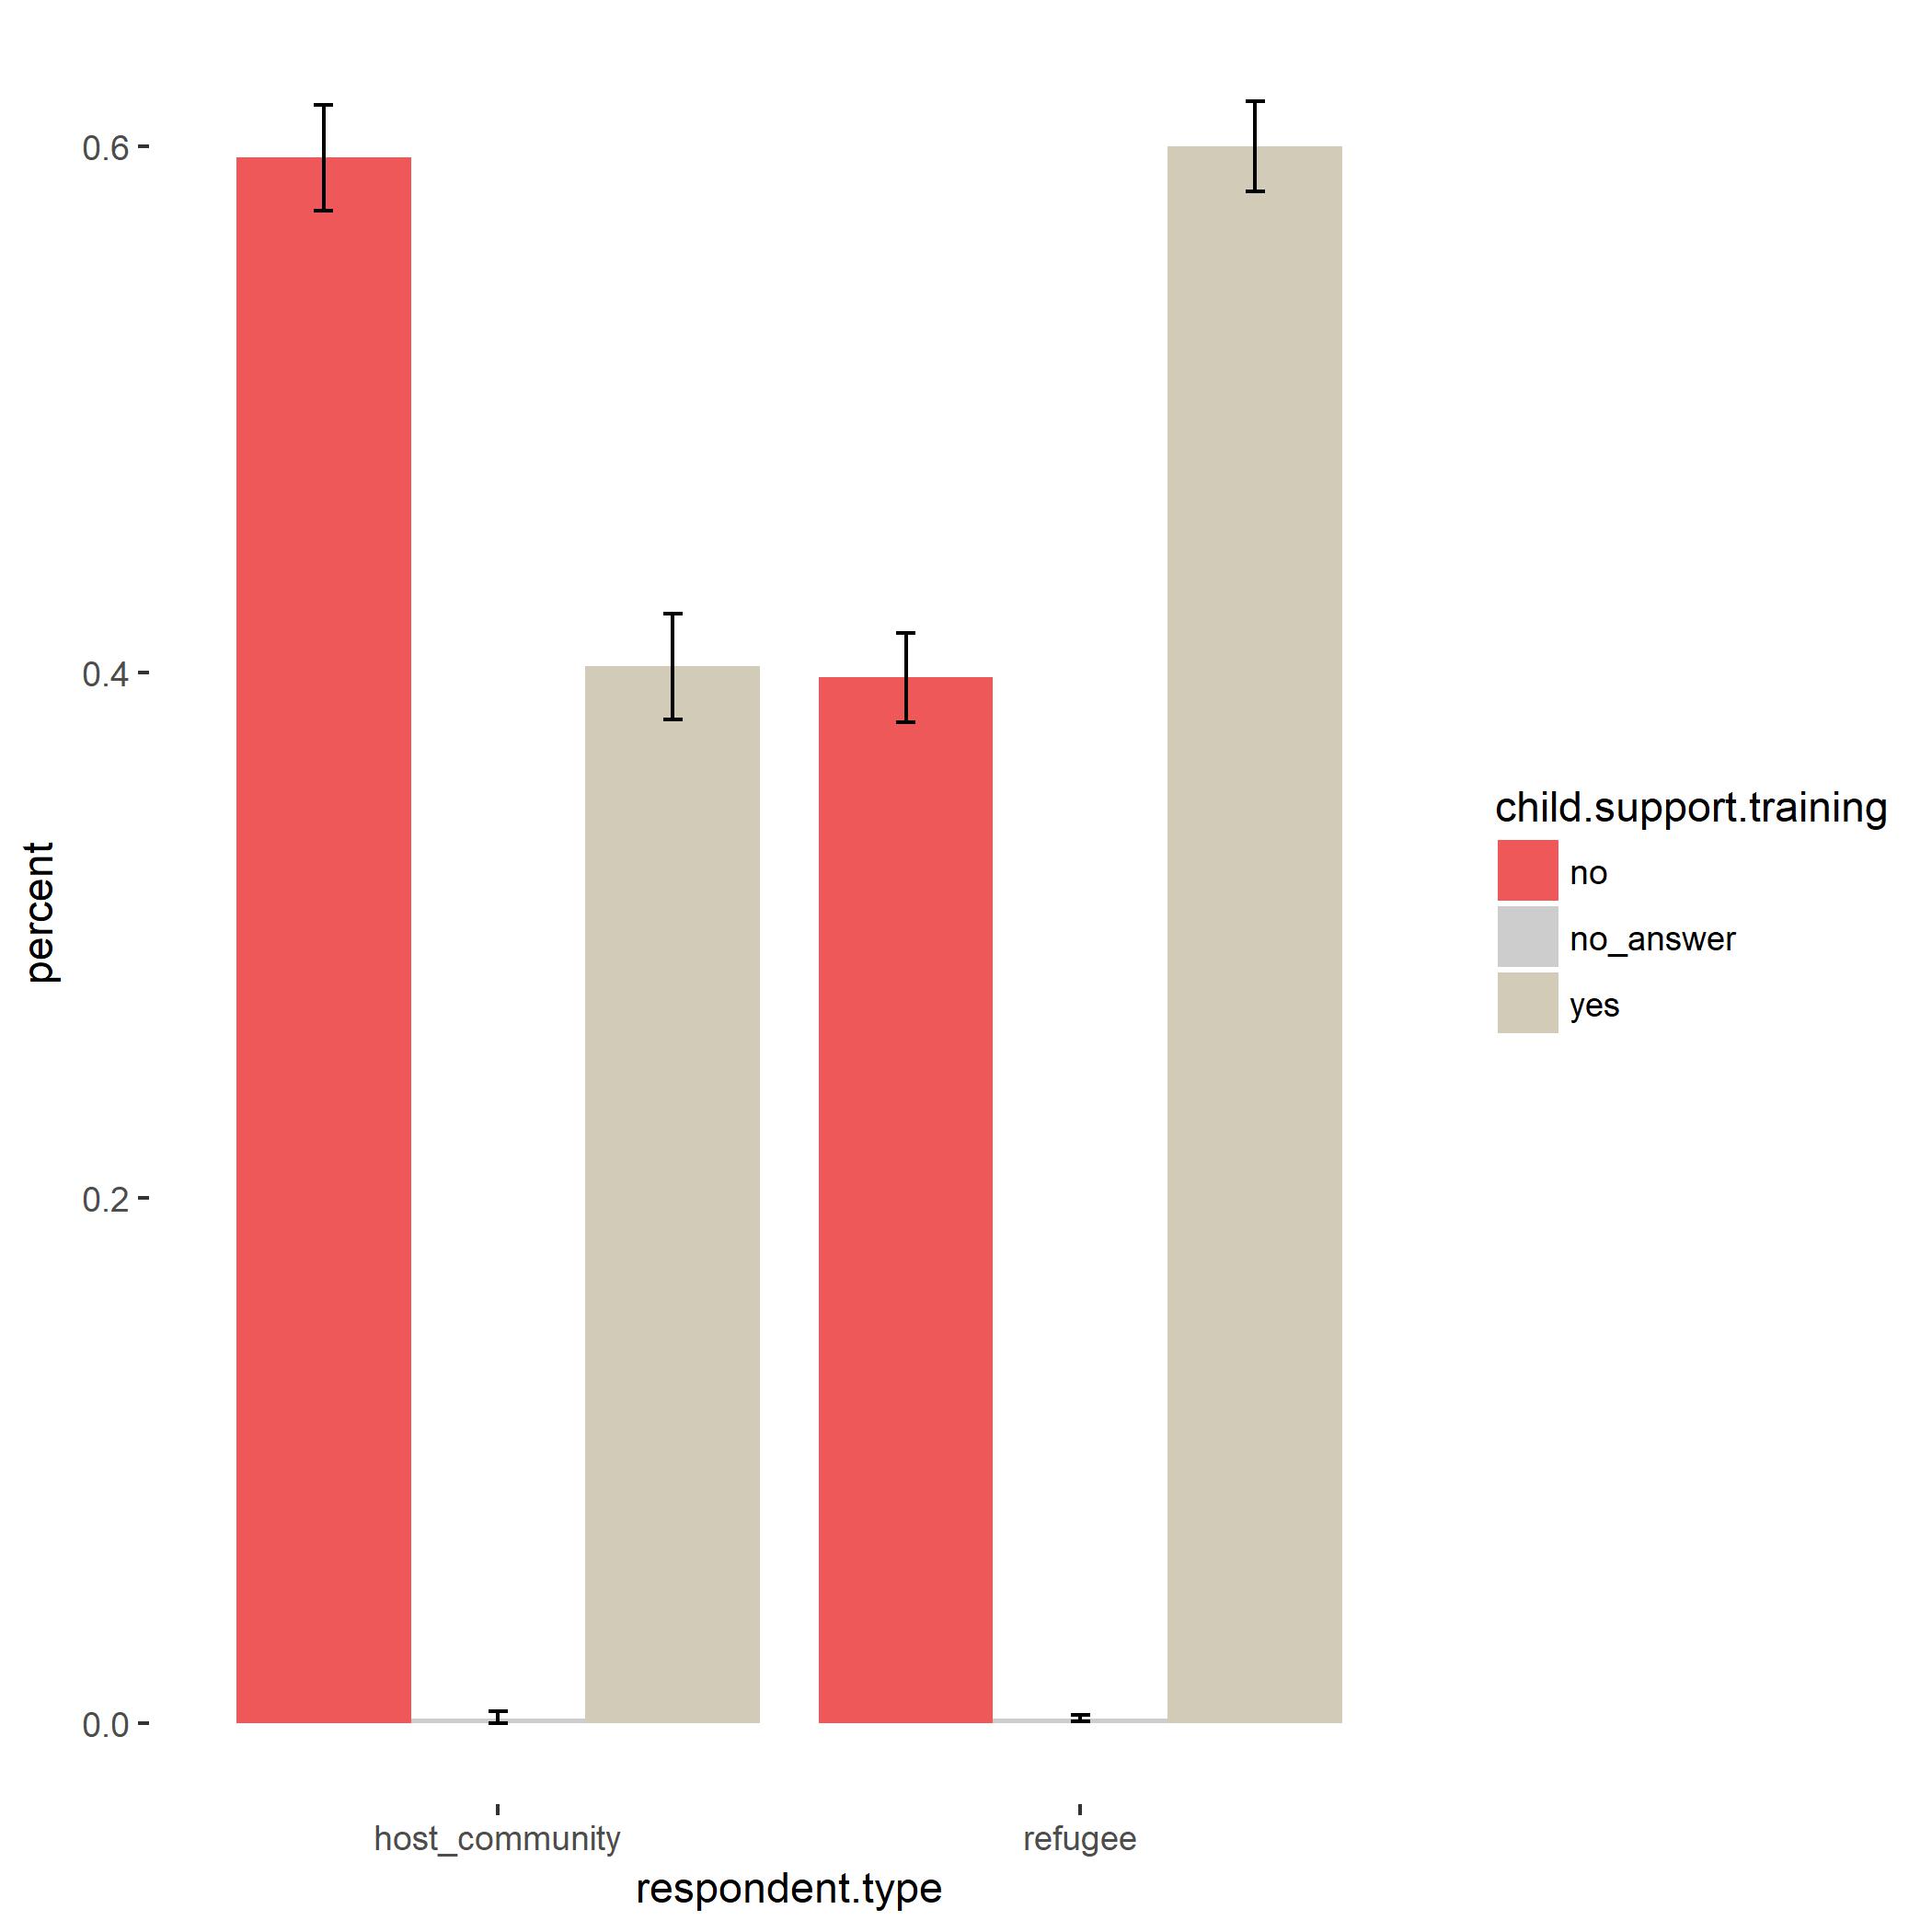 percent
0.6
0.4
0.2
0.0
host_community
refugee
respondent.type
child.support.training
no
no_answer
yes